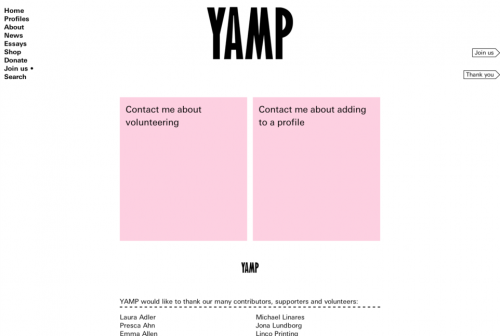 Home
Profiles
About
News
Essays
Shop
Donate
Join us •
Search
YAMP
Join us
Thank you
Contact me about
volunteering
Contact me about adding
to a profile
YAMP
YAMP would like to thank our many contributors, supporters and volunteers:
Laura Adler
Presca Ahn
Emma Allen
Michael Linares
Jona Lundborg
Linco Printing